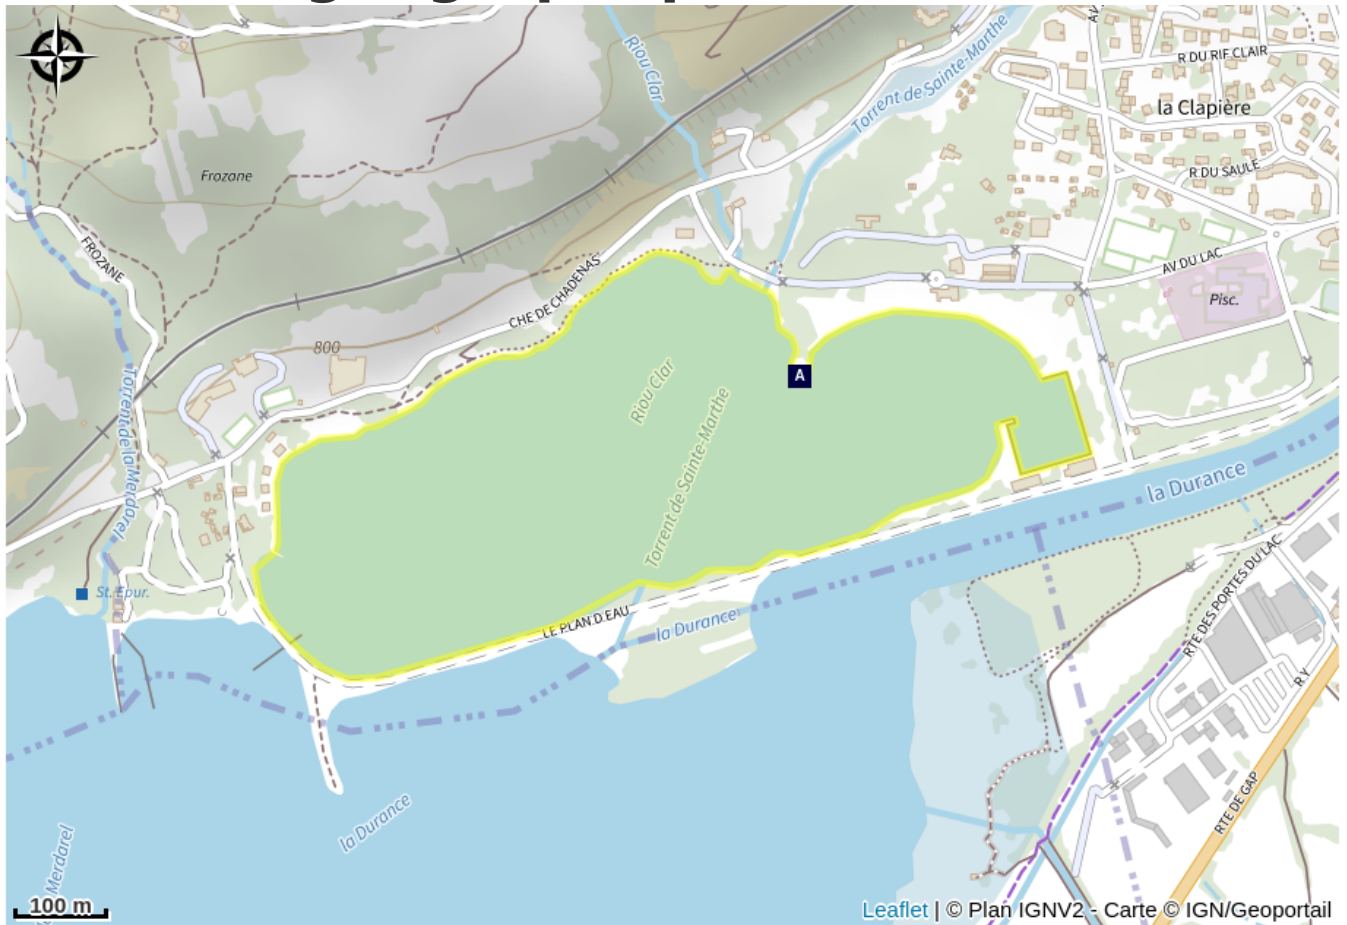 Riou Clar
Torrent de Sainte-Marthe
R DU RIF CLAIR
la Clapière
R DU SAULE
Frozane
FROZANE
AV DU LAC
Pisc.
CHE DE CHADENAS
800
A
Riou Clar
Torrent de Sainte-Marthe
Torrent de la Merdarel
la Durance
St. Epur.
LE PLAN D'EAU
la Durance
RTE DES PORTES DU LAC
R V
RTE DE GAP
la Durance
Merdarel
100 m
Leaflet | © Plan IGNV2 - Carte © IGN/Geoportail